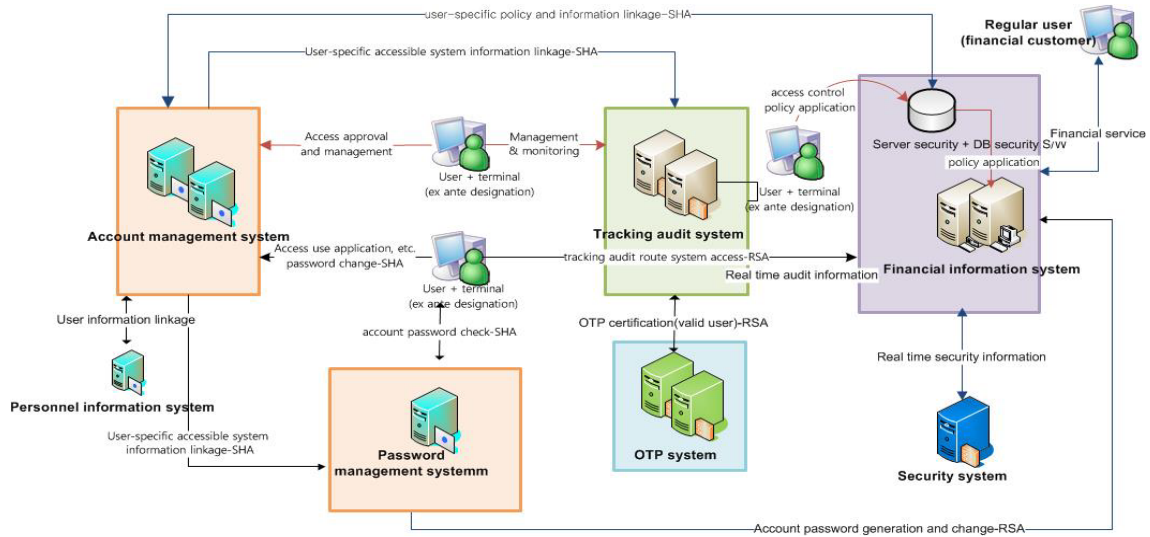 user-specific policy and information linkage-SHA
Regular user
(financial customer)
User-specific accessible system information linkage-SHA
access control
policy application
Access approval
and management
Management
& monitoring
Server security + DB security S/W
policy application
Financial service
User + terminal
(ex ante designation)
User + terminal
(ex ante designation)
Account management system
Tracking audit system
Access use application, etc.
password change-SHA
tracking audit route system access-RSA
Real time audit information
Financial information system
User + terminal
(ex ante designation)
User information linkage
account password check-SHA
OTP certification(valid user)-RSA
Real time security information
Personnel information system
User-specific accessible system
information linkage-SHA
Password
management systemm
OTP system
Security system
Account password generation and change-RSA